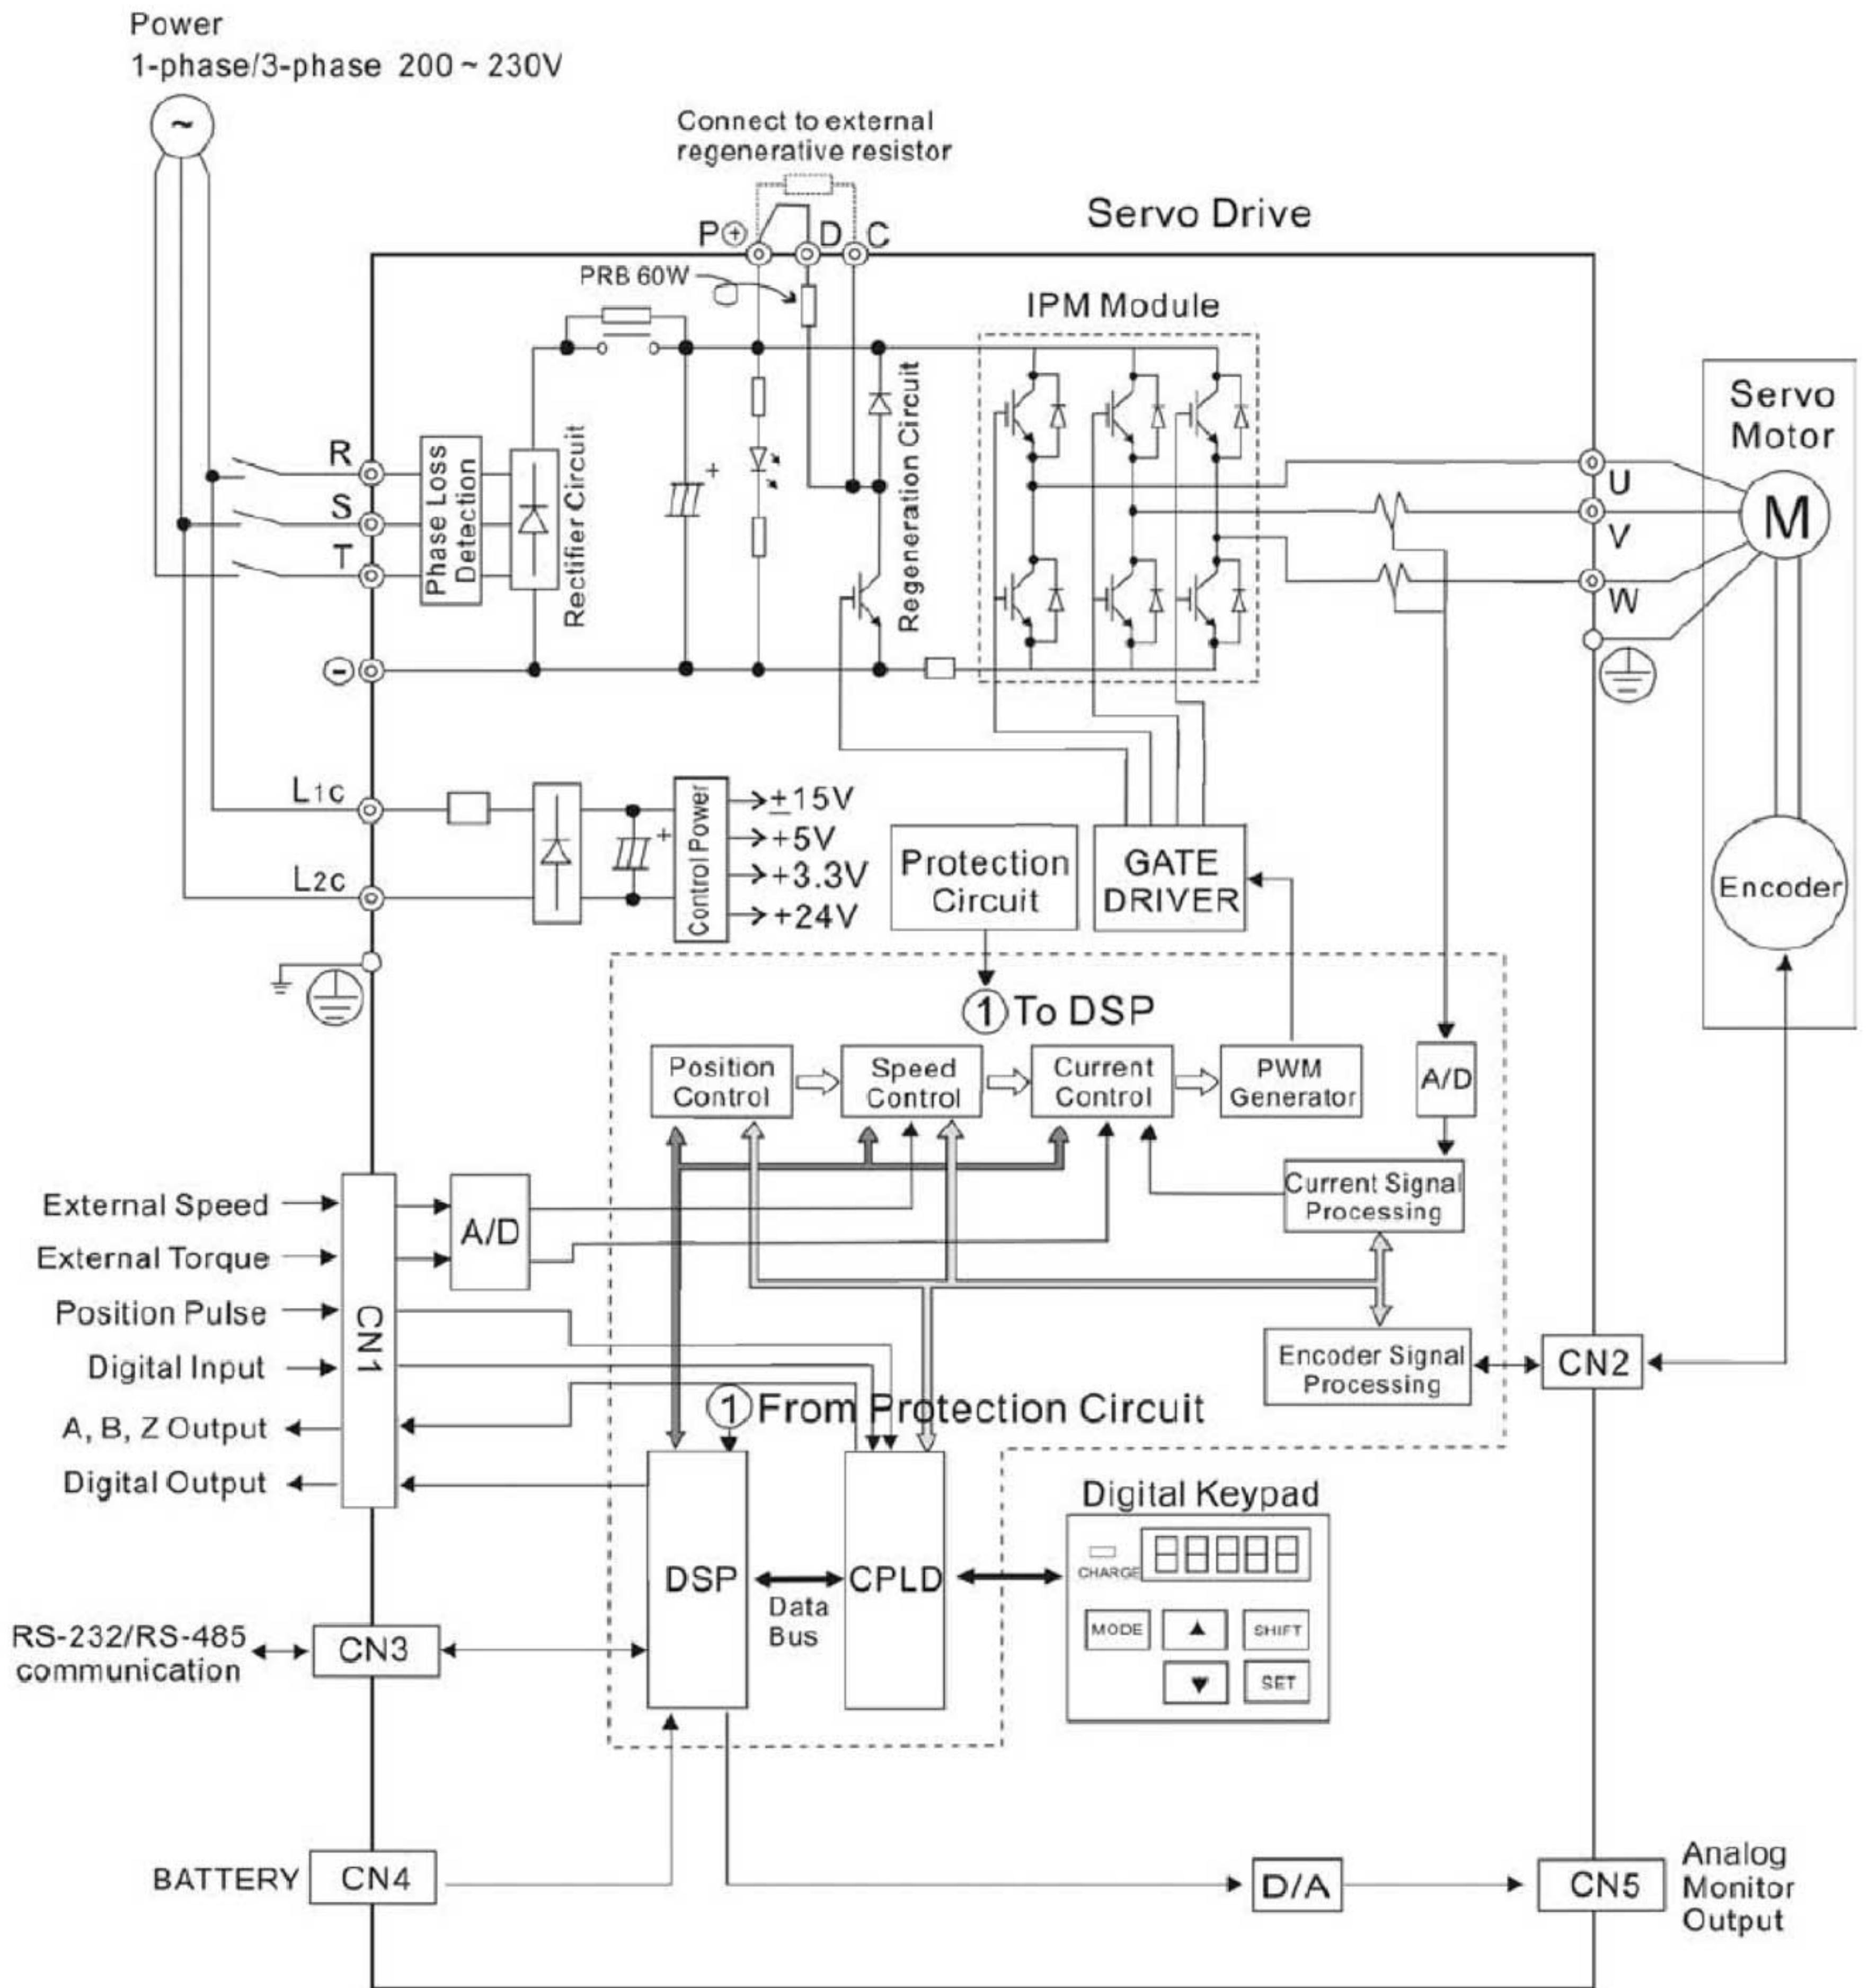 Power
1-phase/3-phase 200 ~ 230V
~
Connect to external
regenerative resistor
Servo Drive
P⊕ D C
PRB 60W
IPM Module
Servo
Motor
R
S
T
Phase Loss
Detection
Rectifier Circuit
+
Regeneration Circuit
U
V
W
M
⊖
L1c
L2c
+
Control Power
±15V
+5V
+3.3V
+24V
Protection
Circuit
GATE
DRIVER
Encoder
① To DSP
Position
Control
Speed
Control
Current
Control
PWM
Generator
A/D
Current Signal
Processing
External Speed
External Torque
Position Pulse
Digital Input
A, B, Z Output
Digital Output
CN1
A/D
Encoder Signal
Processing
CN2
① From Protection Circuit
DSP
Data
Bus
CPLD
Digital Keypad
CHARGE
88888
MODE
▲
SHIFT
▼
SET
RS-232/RS-485
communication
CN3
BATTERY
CN4
D/A
CN5
Analog
Monitor
Output